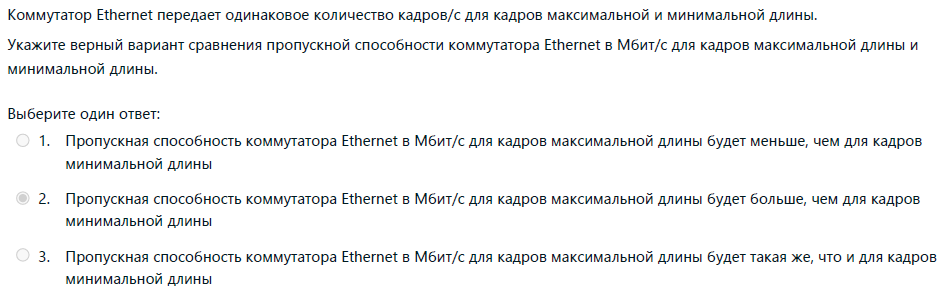 Коммутатор Ethernet передает одинаковое количество кадров/с для кадров максимальной и минимальной длины.
Укажите верный вариант сравнения пропускной способности коммутатора Ethernet в Мбит/с для кадров максимальной длины и
минимальной длины.
Выберите один ответ:
1. Пропускная способность коммутатора Ethernet в Мбит/с для кадров максимальной длины будет меньше, чем для кадров
минимальной длины
2. Пропускная способность коммутатора Ethernet в Мбит/с для кадров максимальной длины будет больше, чем для кадров
минимальной длины
3. Пропускная способность коммутатора Ethernet в Мбит/с для кадров максимальной длины будет такая же, что и для кадров
минимальной длины